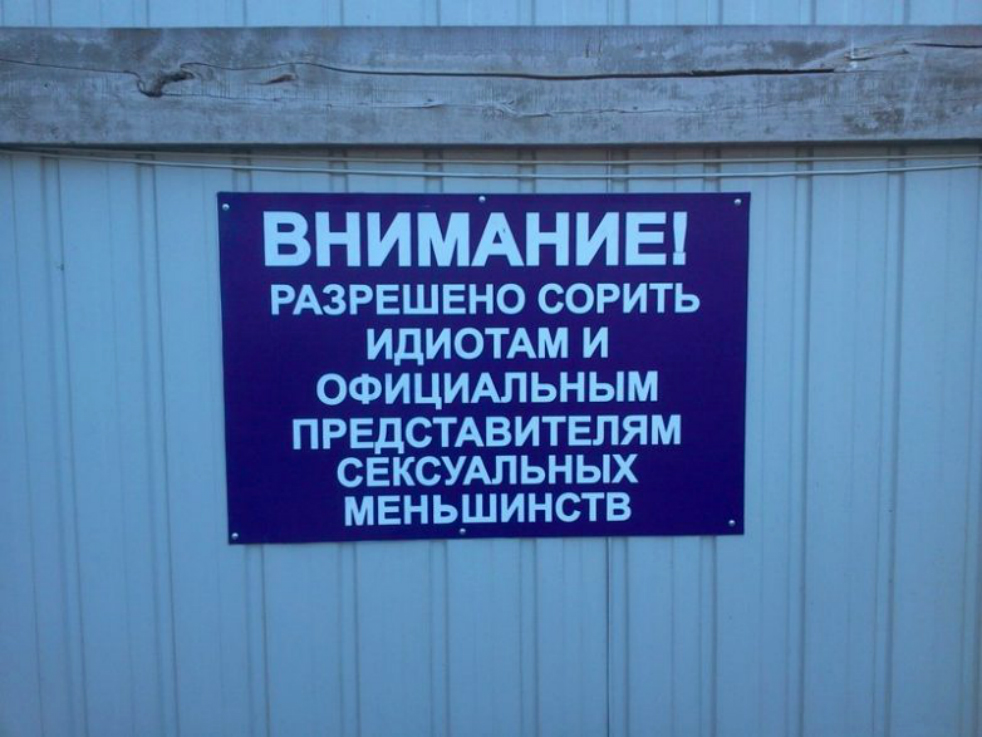 ВНИМАНИЕ!
РАЗРЕШЕНО СОРИТЬ
ИДИОТАМ И
ОФИЦИАЛЬНЫМ
ПРЕДСТАВИТЕЛЯМ
СЕКСУАЛЬНЫХ
МЕНЬШИНСТВ